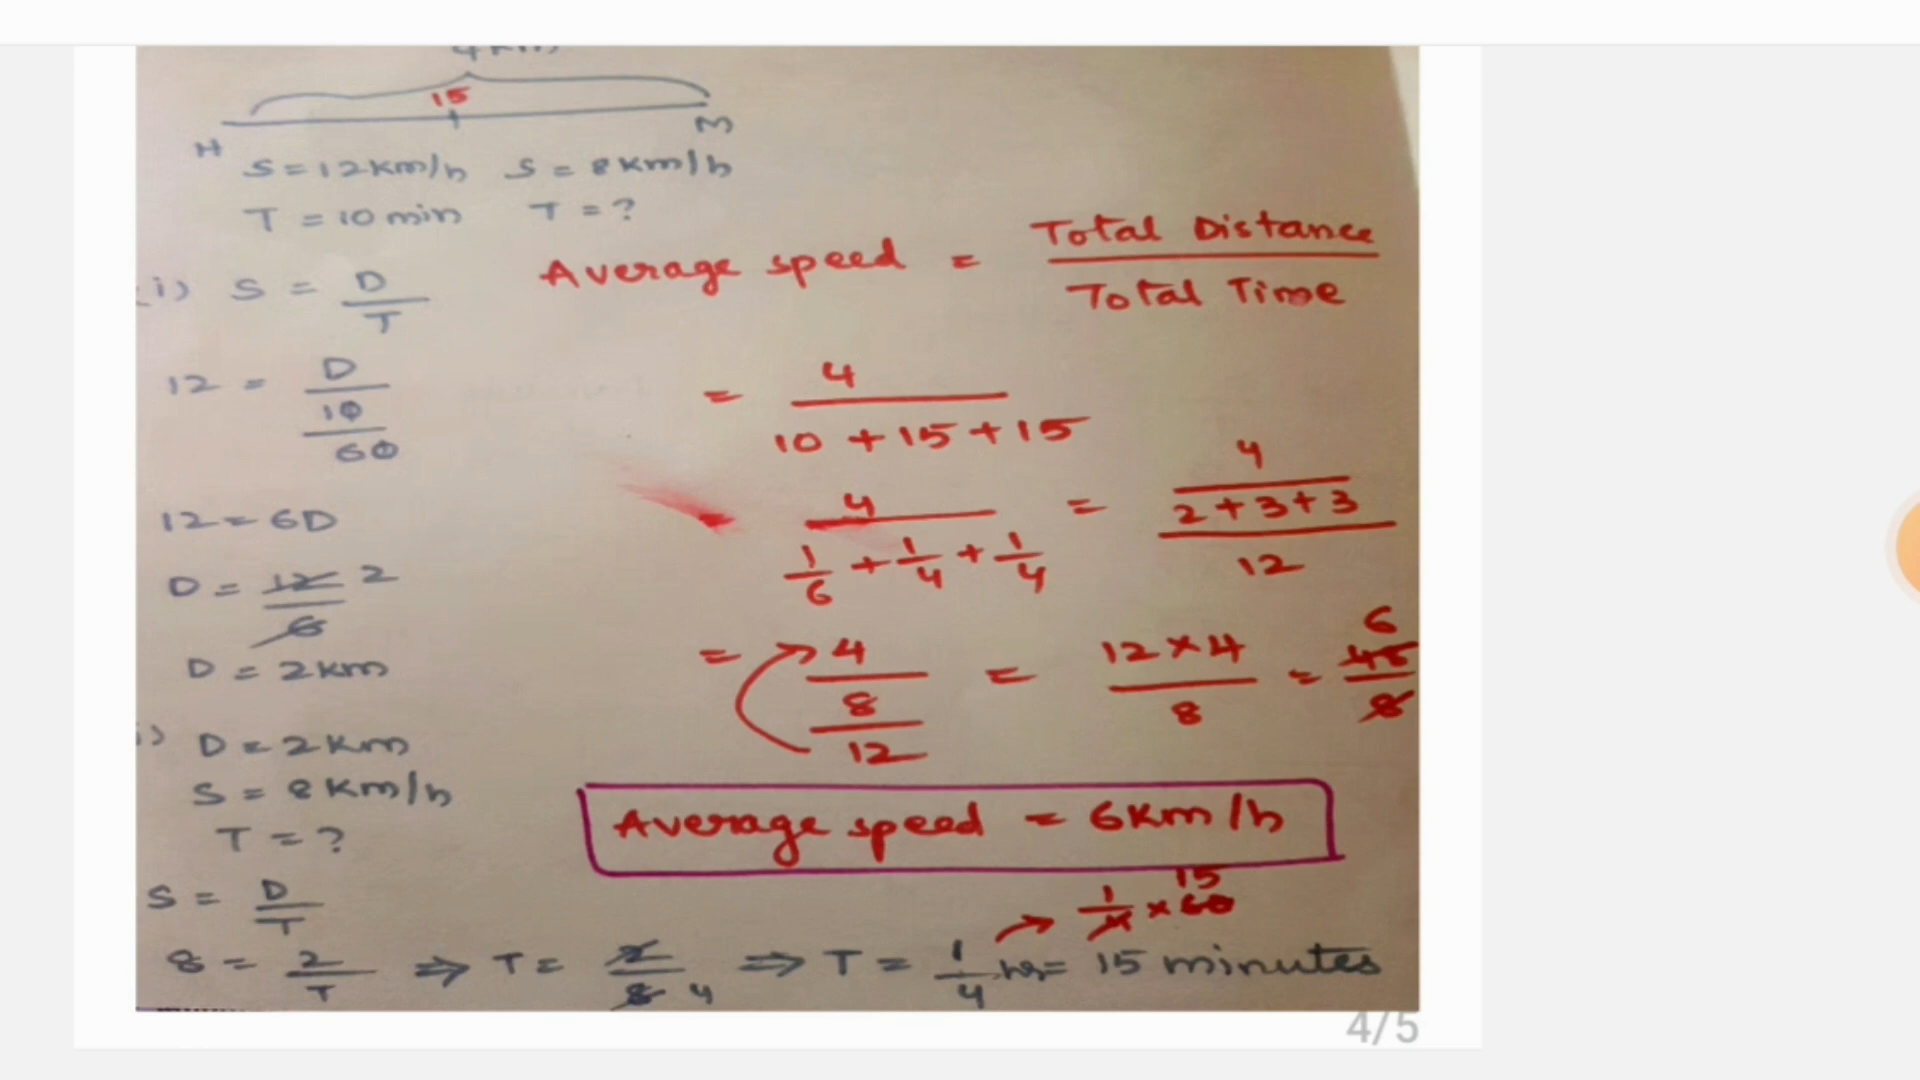 4km
15
H M
S = 12 km/h S = 8 km/h
T = 10 min T = ?
(i) S = D/T
12 = D/(10/60)
12 = 6D
D = 12/6 2
D = 2 km
D = 2 km
S = 8 km/h
T = ?
S = D/T
8 = 2/T ⇒ T = 2/8 4 ⇒ T = 1/4 hr = 15 minutes
Average speed = Total Distance / Total Time
= 4/(10 + 15 + 15)
4/(1/6 + 1/4 + 1/4) = 4/((2 + 3 + 3)/12)
= 4/(8/12) = (12 × 4)/8 = 48/8 6
Average speed = 6 km/h
→ 1/4 × 60 15
4/5